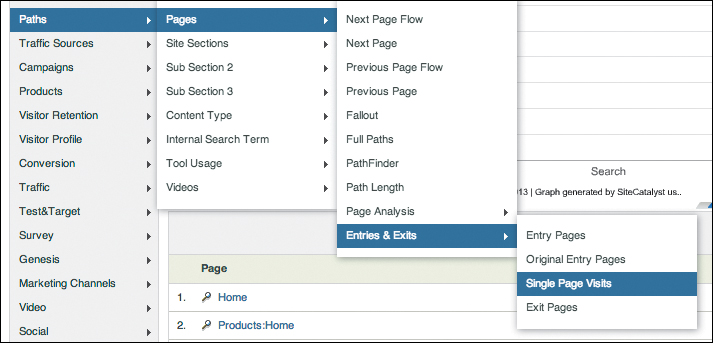 Paths
Traffic Sources
Campaigns
Products
Visitor Retention
Visitor Profile
Conversion
Traffic
Test&Target
Survey
Genesis
Marketing Channels
Video
Social
Pages
Site Sections
Sub Section 2
Sub Section 3
Content Type
Internal Search Term
Tool Usage
Videos
Next Page Flow
Next Page
Previous Page Flow
Previous Page
Fallout
Full Paths
PathFinder
Path Length
Page Analysis
Entries & Exits
Entry Pages
Original Entry Pages
Single Page Visits
Exit Pages
Search
13 | Graph generated by SiteCatalyst us..
Page
1. Home
2. Products:Home